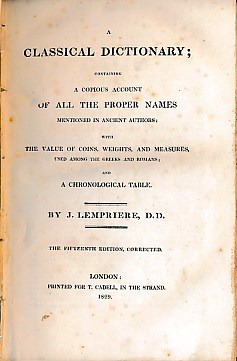 A
CLASSICAL DICTIONARY;
CONTAINING
A COPIOUS ACCOUNT
OF ALL THE PROPER NAMES
MENTIONED IN ANCIENT AUTHORS:
WITH
THE VALUE OF COINS, WEIGHTS, AND MEASURES,
USED AMONG THE GREEKS AND ROMANS;
AND
A CHRONOLOGICAL TABLE.
BY J. LEMPRIERE, D.D.
THE FIFTEENTH EDITION, CORRECTED.
LONDON:
PRINTED FOR T. CADELL, IN THE STRAND.
1829.